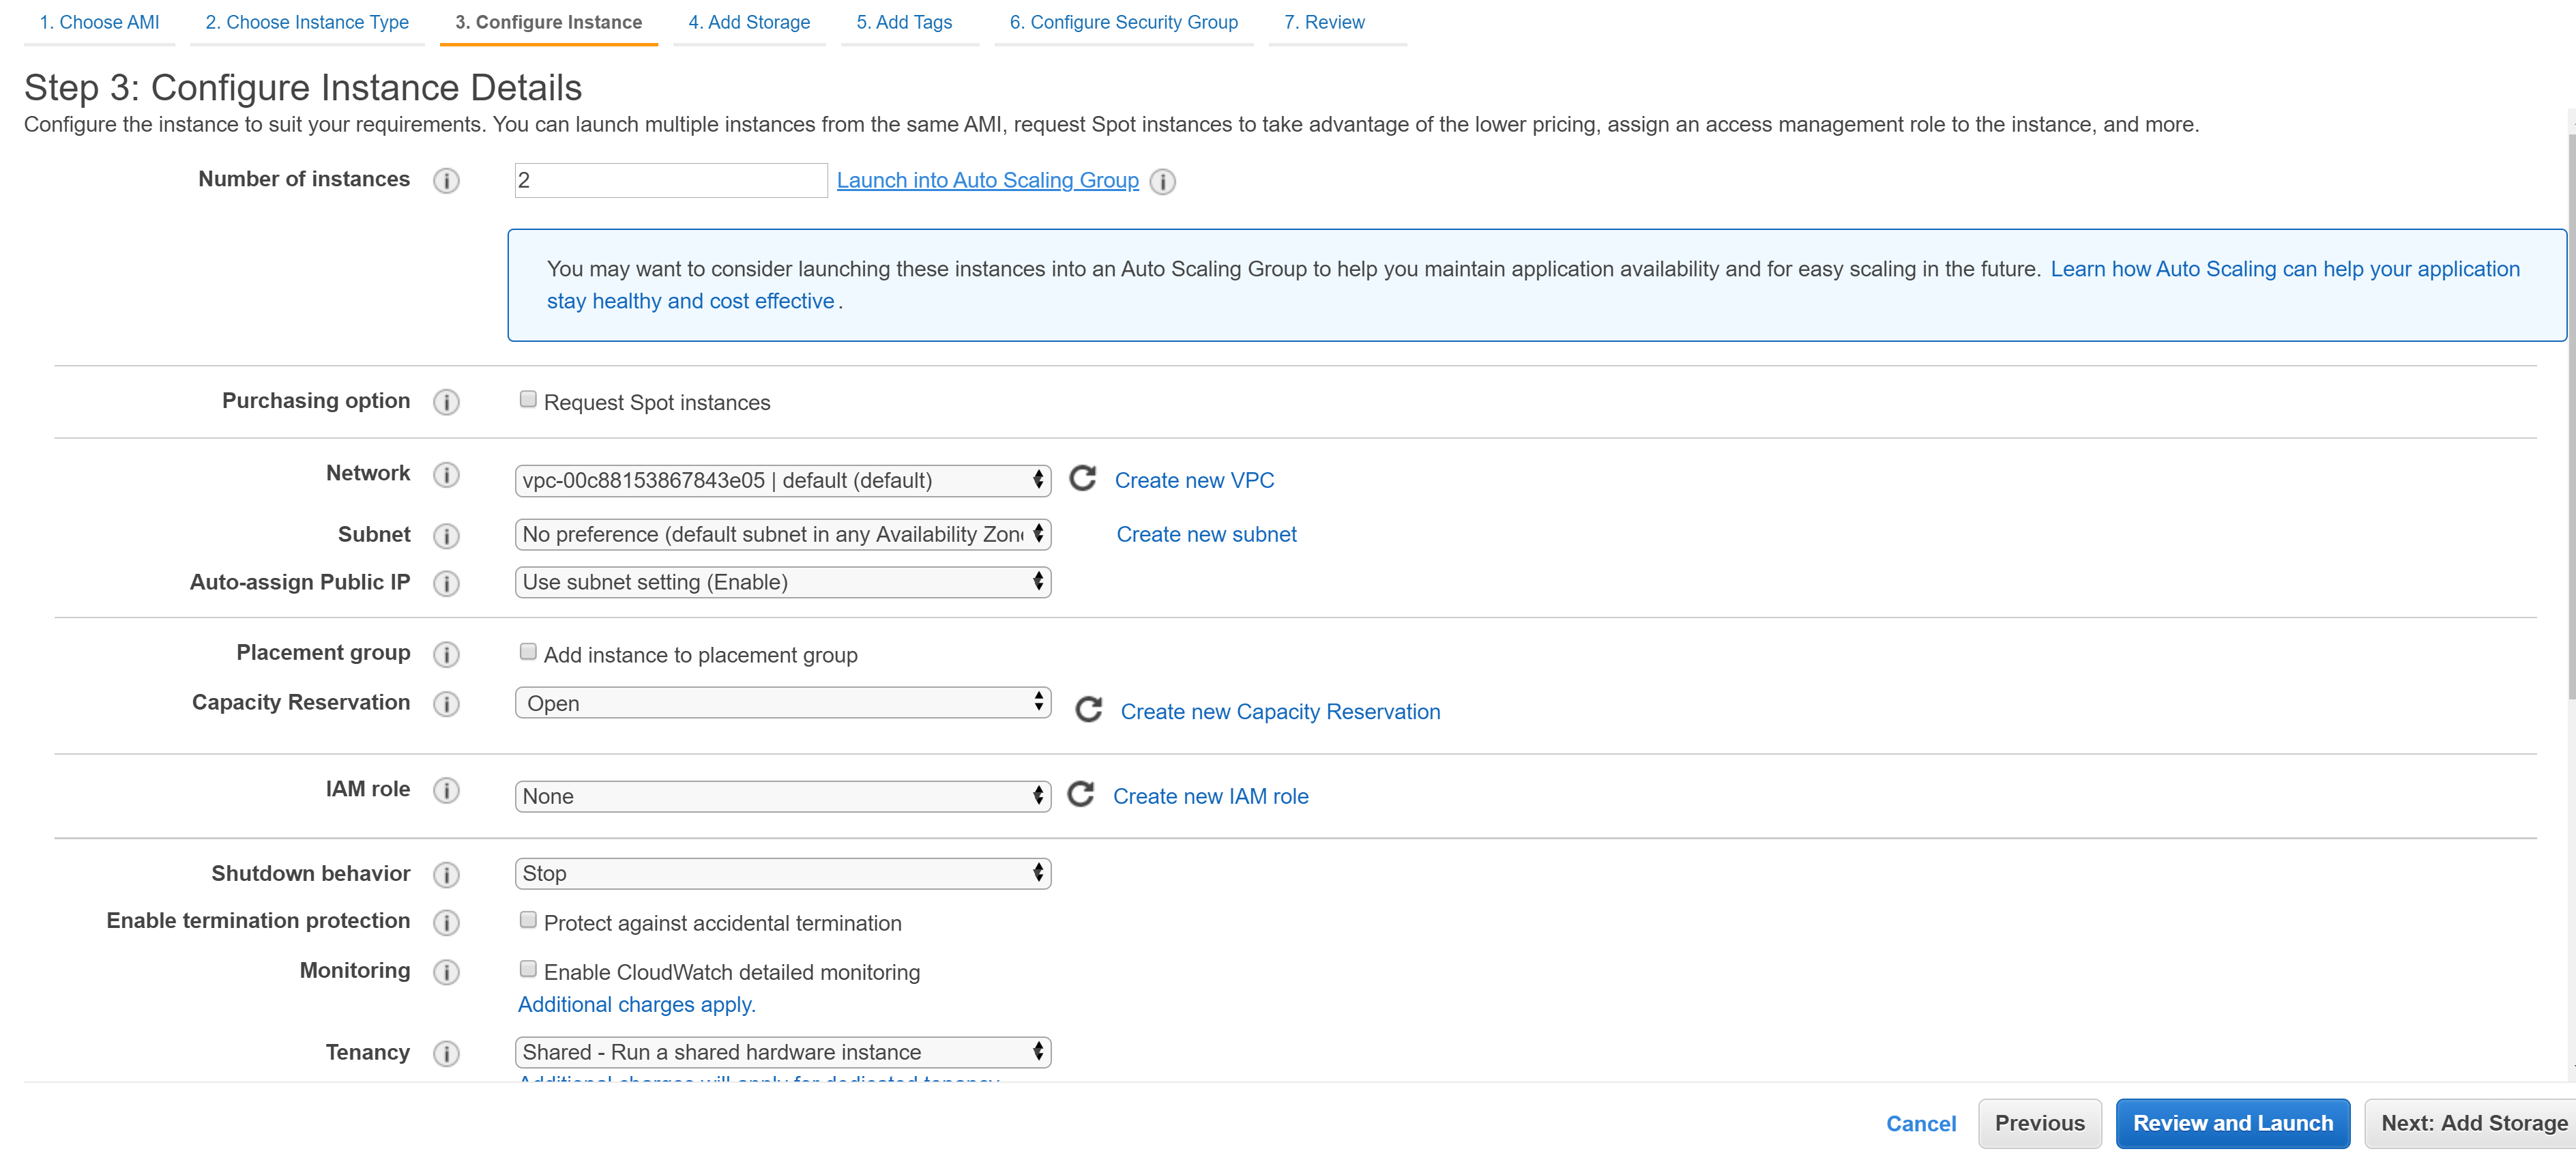 1. Choose AMI 2. Choose Instance Type 3. Configure Instance 4. Add Storage 5. Add Tags 6. Configure Security Group 7. Review
Step 3: Configure Instance Details
Configure the instance to suit your requirements. You can launch multiple instances from the same AMI, request Spot instances to take advantage of the lower pricing, assign an access management role to the instance, and more.
Number of instances 2 Launch into Auto Scaling Group
You may want to consider launching these instances into an Auto Scaling Group to help you maintain application availability and for easy scaling in the future. Learn how Auto Scaling can help your application
stay healthy and cost effective.
Purchasing option Request Spot instances
Network vpc-00c88153867843e05 | default (default) Create new VPC
Subnet No preference (default subnet in any Availability Zone Create new subnet
Auto-assign Public IP Use subnet setting (Enable)
Placement group Add instance to placement group
Capacity Reservation Open Create new Capacity Reservation
IAM role None Create new IAM role
Shutdown behavior Stop
Enable termination protection Protect against accidental termination
Monitoring Enable CloudWatch detailed monitoring
Additional charges apply.
Tenancy Shared - Run a shared hardware instance
Additional charges will apply for dedicated tenancy
Cancel Previous Review and Launch Next: Add Storage